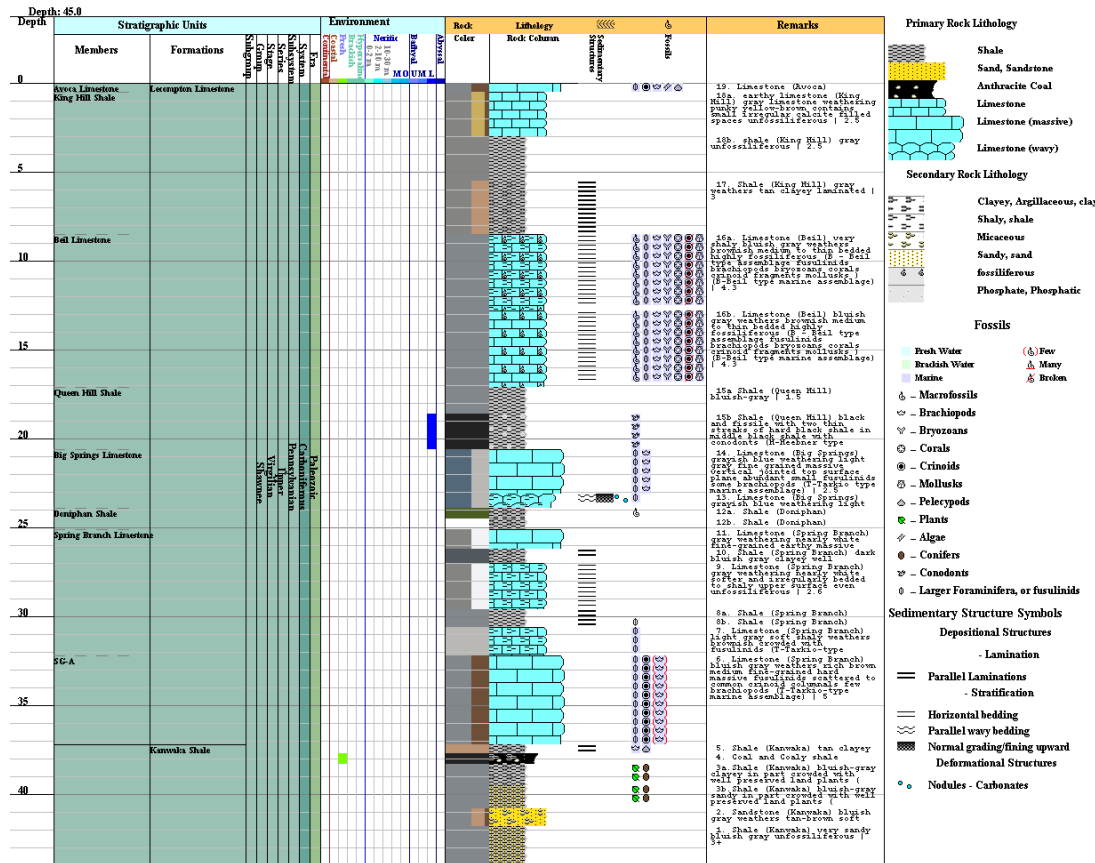 Depth: 45.0
Depth
Stratigraphic Units
Environment
Rock
Lithology
Fossils
Remarks
Members
Formations
Subgroup
Group
Stage
Series
Subsystem
System
Era
Continental
Coastal
Fresh
Brackish
Hypersaline
0-2 m.
2-10 m.
10-30 m.
Neritic
Bathyal
Abyssal
M O U M L
Color
Rock Column
Sedimentary
Structures
0
5
10
15
20
25
30
35
40
Avoca Limestone
King Hill Shale
Beil Limestone
Queen Hill Shale
Big Springs Limestone
Doniphan Shale
Spring Branch Limestone
SG-A
Lecompton Limestone
Kanwaka Shale
Shawnee
Virgilian
Upper
Pennsylvanian
Carboniferous
Paleozoic
19. Limestone (Avoca)
18a. earthy limestone (King
Hill) gray limestone weathering
punky yellow-brown contains
small irregular calcite filled
spaces unfossiliferous | 2.5
18b. shale (King Hill) gray
unfossiliferous | 2.5
17. Shale (King Hill) gray
weathers tan clayey laminated |
3
16a. Limestone (Beil) very
shaly bluish gray weathers
brownish medium to thin bedded
highly fossiliferous (B - Beil
type assemblage fusulinids
brachiopods bryozoans corals
crinoid fragments mollusks )
(B-Beil type marine assemblage)
| 4.3
16b. Limestone (Beil) bluish
gray weathers brownish medium
to thin bedded highly
fossiliferous (B - Beil type
assemblage fusulinids
brachiopods bryozoans corals
crinoid fragments mollusks )
(B-Beil type marine assemblage)
| 4.3
15a Shale (Queen Hill)
bluish-gray | 1.5
15b Shale (Queen Hill) black
and fissile with two thin
streaks of hard black shale in
middle black shale with
conodonts (H-Heebner type
14. Limestone (Big Springs)
grayish blue weathering light
gray fine grained massive
vertical jointed top surface
plane abundant small fusulinids
some brachiopods (T-Tarkio type
marine assemblage) | 2.5
13. Limestone (Big Springs)
grayish blue weathering light
12a. Shale (Doniphan)
12b. Shale (Doniphan)
11. Limestone (Spring Branch)
gray weathering nearly white
fine-grained earthy massive
10. Shale (Spring Branch) dark
bluish gray clayey well
9. Limestone (Spring Branch)
gray weathering nearly white
softer and irregularly bedded
to shaly upper surface even
unfossiliferous | 2.6
8a. Shale (Spring Branch)
8b. Shale (Spring Branch)
7. Limestone (Spring Branch)
light gray soft shaly weathers
brownish crowded with
fusulinids (T-Tarkio-type
6. Limestone (Spring Branch)
bluish gray weathers rich brown
medium fine-grained hard
massive fusulinids scattered to
common crinoid columnals few
brachiopods (T-Tarkio-type
marine assemblage) | 5
5. Shale (Kanwaka) tan clayey
4. Coal and Coaly shale
3a. Shale (Kanwaka) bluish-gray
clayey in part crowded with
well preserved land plants (
3b. Shale (Kanwaka) bluish-gray
sandy in part crowded with well
preserved land plants (
2. Sandstone (Kanwaka) bluish
gray weathers tan-brown soft
1. Shale (Kanwaka) very sandy
bluish gray unfossiliferous |
3+
Primary Rock Lithology
Shale
Sand, Sandstone
Anthracite Coal
Limestone
Limestone (massive)
Limestone (wavy)
Secondary Rock Lithology
Clayey, Argillaceous, clay
Shaly, shale
Micaceous
Sandy, sand
fossiliferous
Phosphate, Phosphatic
Fossils
Fresh Water
Brackish Water
Marine
Few
Many
Broken
– Macrofossils
– Brachiopods
– Bryozoans
– Corals
– Crinoids
– Mollusks
– Pelecypods
– Plants
– Algae
– Conifers
– Conodonts
– Larger Foraminifera, or fusulinids
Sedimentary Structure Symbols
Depositional Structures
- Lamination
Parallel Laminations
- Stratification
Horizontal bedding
Parallel wavy bedding
Normal grading/fining upward
Deformational Structures
Nodules - Carbonates